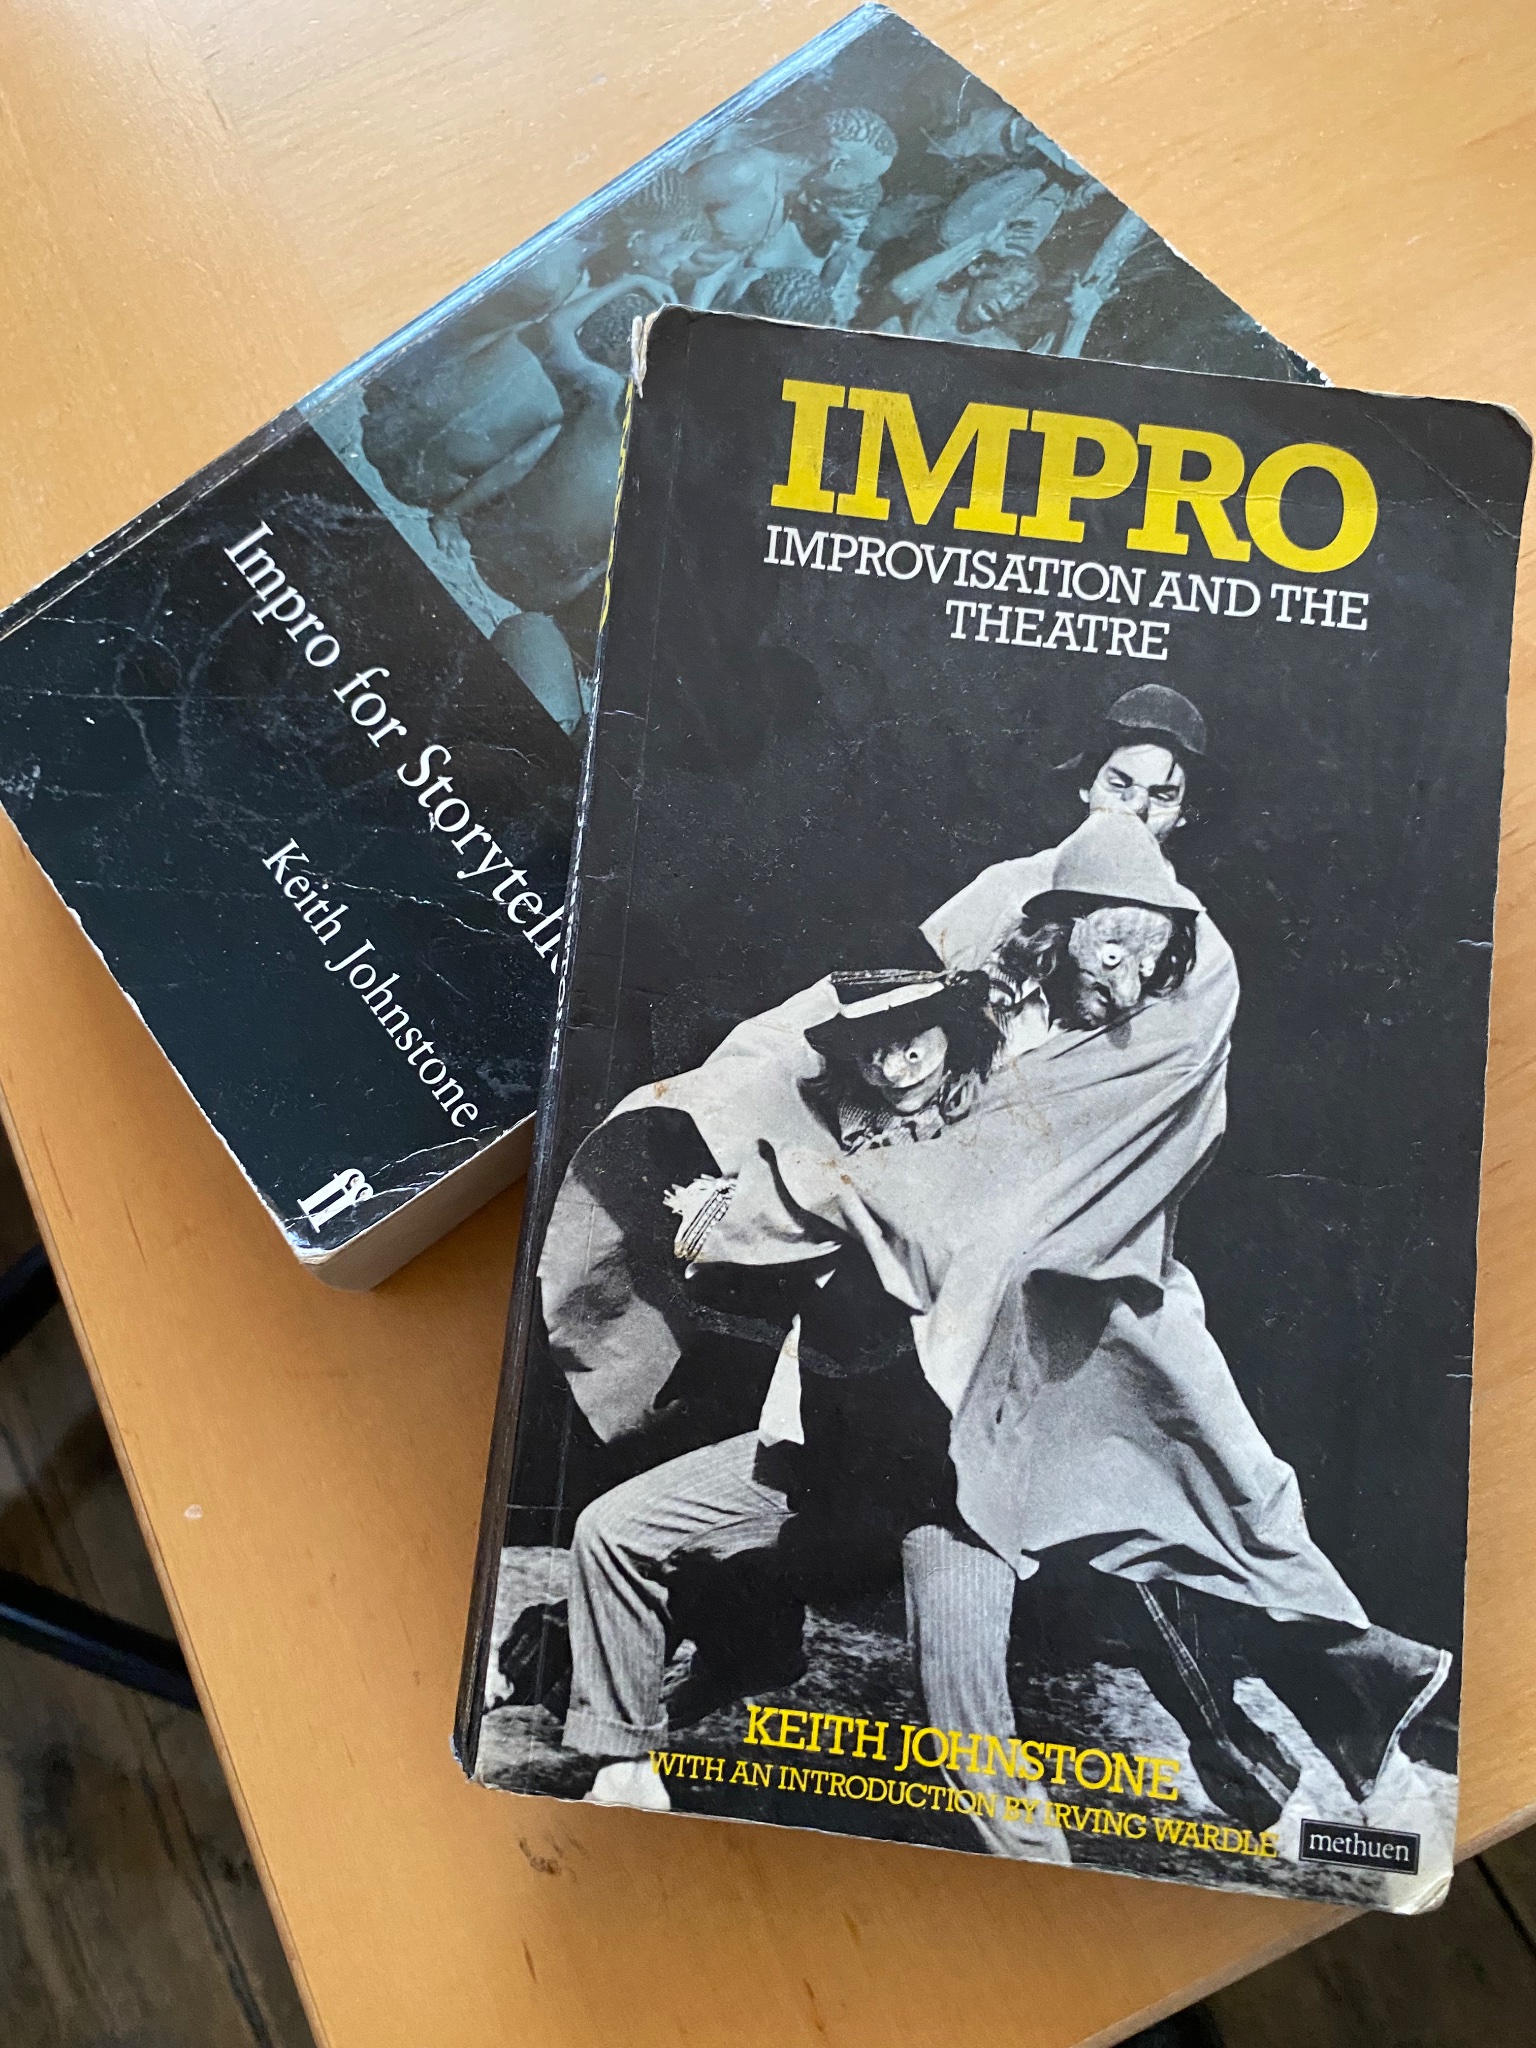 IMPRO
IMPROVISATION AND THE
THEATRE
KEITH JOHNSTONE
WITH AN INTRODUCTION BY IRVING WARDLE
methuen
Impro for Storytelle
Keith Johnstone
ff